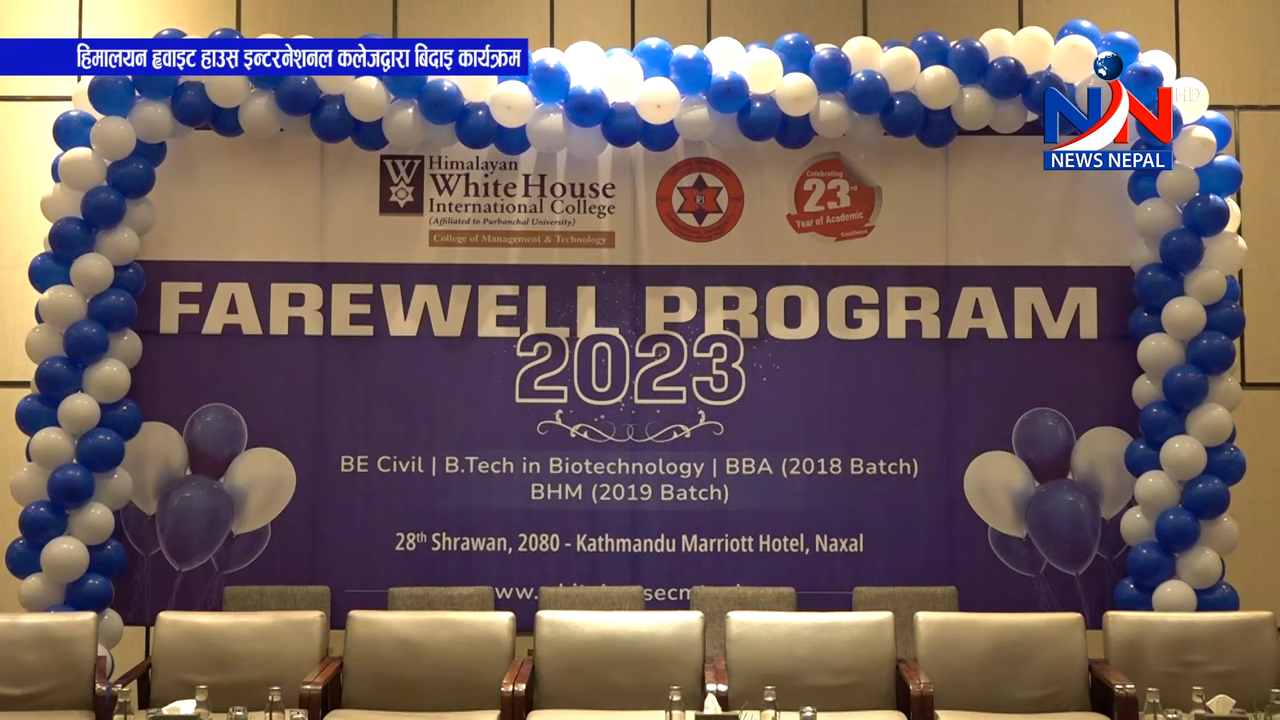 हिमालयन ह्वाइट हाउस इन्टरनेशनल कलेजद्वारा बिदाइ कार्यक्रम
HD
NN
NEWS NEPAL
W
Himalayan
White House
International College
(Affiliated to Purbanchal University)
College of Management & Technology
Celebrating
23rd
Year of Academic
Excellence
FAREWELL PROGRAM
2023
BE Civil | B.Tech in Biotechnology | BBA (2018 Batch)
BHM (2019 Batch)
28th Shrawan, 2080 - Kathmandu Marriott Hotel, Naxal